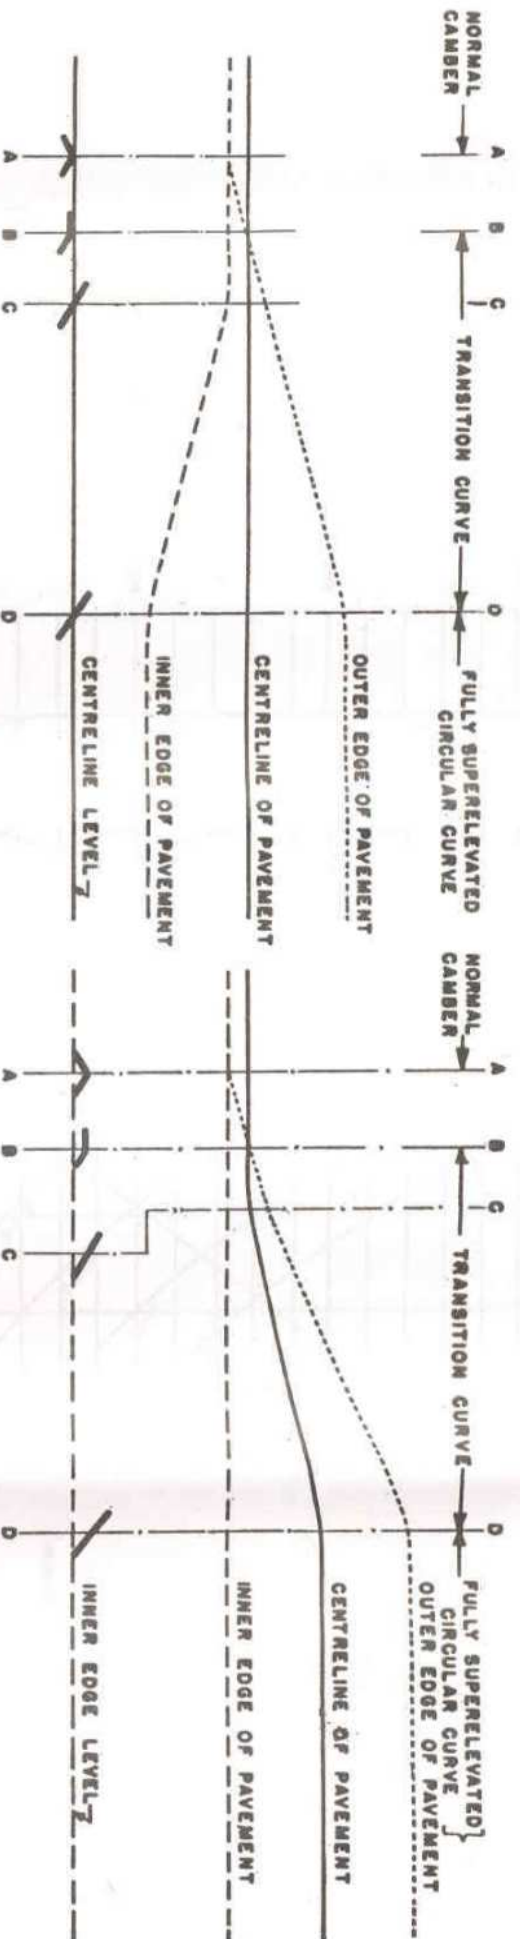 NORMAL
CAMBER
A
B
C
TRANSITION CURVE
D
FULLY SUPERELEVATED
CIRCULAR CURVE
OUTER EDGE OF PAVEMENT
CENTRELINE OF PAVEMENT
INNER EDGE OF PAVEMENT
CENTRELINE LEVEL
A
B
C
D
NORMAL
CAMBER
A
B
C
TRANSITION CURVE
D
FULLY SUPERELEVATED
CIRCULAR CURVE
OUTER EDGE OF PAVEMENT
CENTRELINE OF PAVEMENT
INNER EDGE OF PAVEMENT
INNER EDGE LEVEL
A
B
C
D